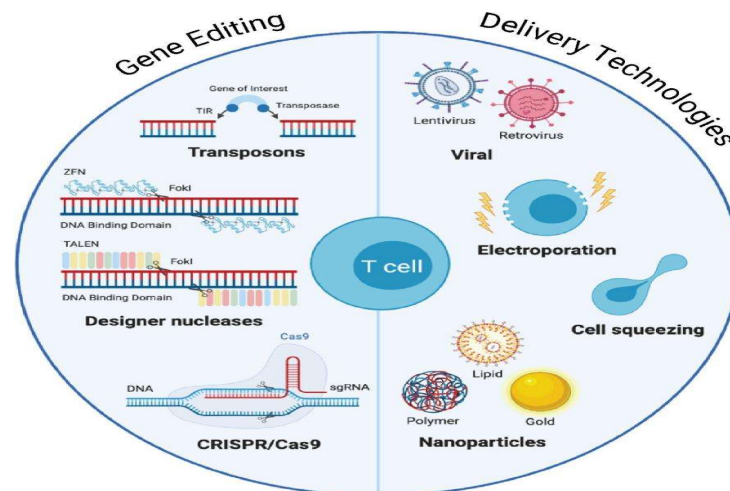 Gene Editing
Gene of Interest
TIR
Transposase
Transposons
ZFN
FokI
DNA Binding Domain
TALEN
FokI
DNA Binding Domain
Designer nucleases
Cas9
DNA
sgRNA
CRISPR/Cas9
T cell
Delivery Technologies
Lentivirus
Retrovirus
Viral
Electroporation
Cell squeezing
Lipid
Polymer
Gold
Nanoparticles